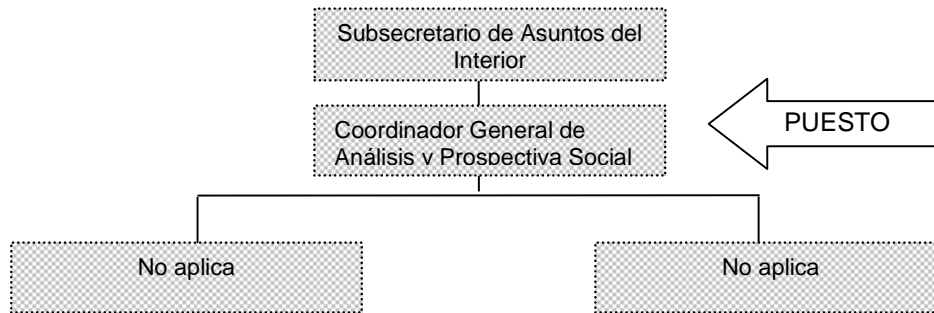 Subsecretario de Asuntos del
Interior
Coordinador General de
Análisis y Prospectiva Social
PUESTO
No aplica
No aplica